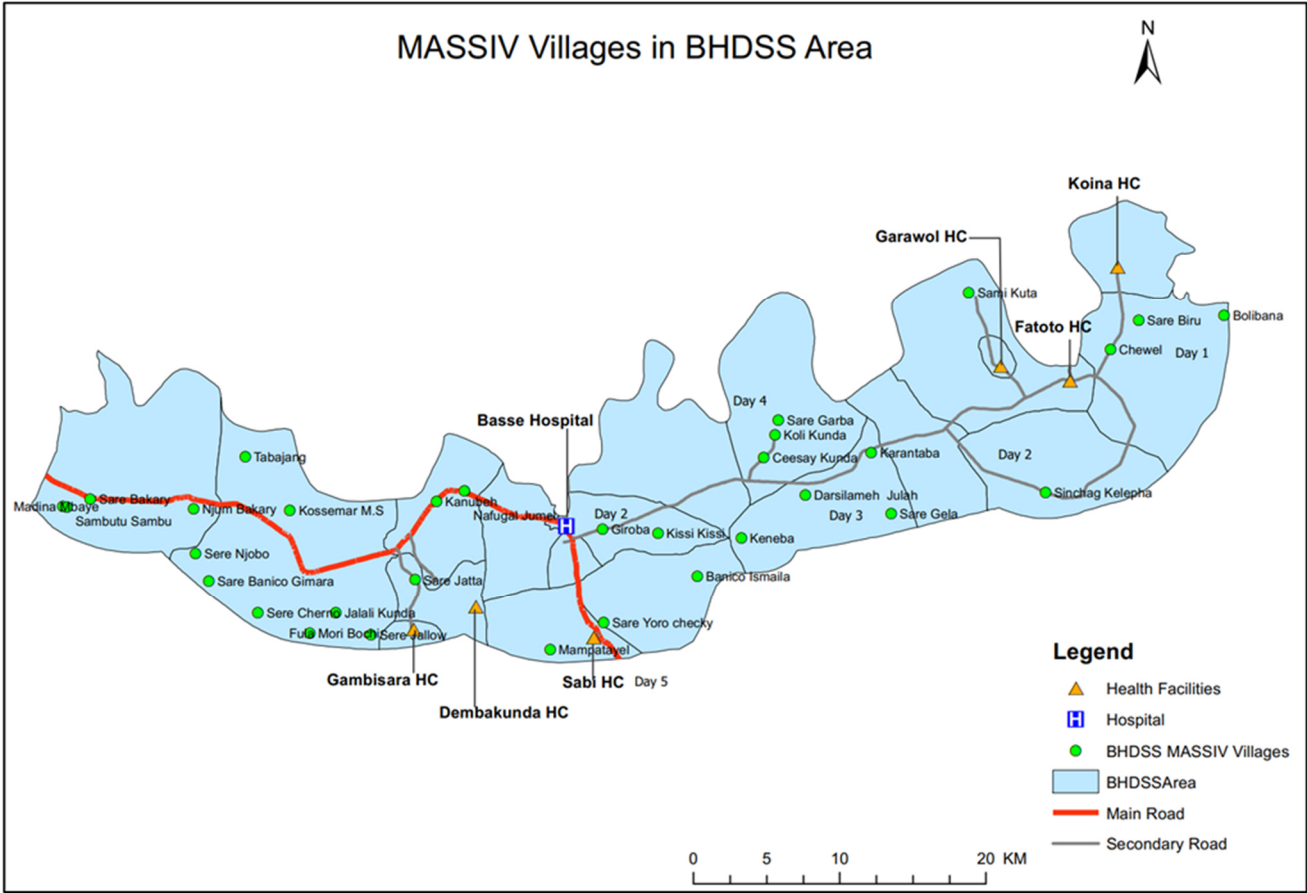 MASSIV Villages in BHDSS Area
N
Koina HC
Garawol HC
Sami Kuta
Fatoto HC
Sare Biru
Bolibana
Chewel
Day 1
Day 4
Basse Hospital
Sare Garba
Koli Kunda
Ceesay Kunda
Karantaba
Day 2
Tabajang
Sinchag Kelepha
Darsilameh Julah
Day 3
Sare Gela
Sare Bakary
Madina Mbaye
Sambutu Sambu
Njum Bakary
Kossemar M.S
Kanubeh
Nafugal Jumeh
H
Day 2
Giroba
Kissi Kissi
Keneba
Sere Njobo
Sare Banico Gimara
Sere Jatta
Banico Ismaila
Sere Cherno
Jalali Kunda
Fula Mori Bochi
Sere Jallow
Sare Yoro checky
Mampatayel
Gambisara HC
Sabi HC
Day 5
Dembakunda HC
Legend
Health Facilities
H
Hospital
BHDSS MASSIV Villages
BHDSSArea
Main Road
Secondary Road
0 5 10 20 KM